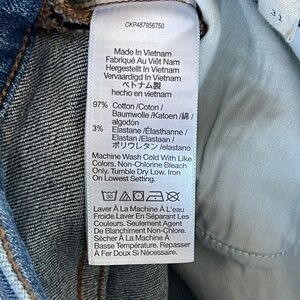 CKP487956750
Made In Vietnam
Fabriqué Au Viêt Nam
Hergestellt In Vietnam
Vervaardigd In Vietnam
ベトナム製
hecho en vietnam
97% Cotton /Coton /
Baumwolle /Katoen /綿
algodón
3% Elastane /Élasthanne /
Elastan /Elastaan /
ポリウレタン /elastano
Machine Wash Cold With Like
Colors. Non-Chlorine Bleach
Only. Tumble Dry Low. Iron
On Lowest Setting.
Laver À La Machine À L'eau
Froide.Laver En Séparant Les
Couleurs. Seulement Agent
De Blanchiment Non-Chloré.
Sécher À La Machine À
Basse Température. Repasser
À Fer Doux Si Nécessaire.
31